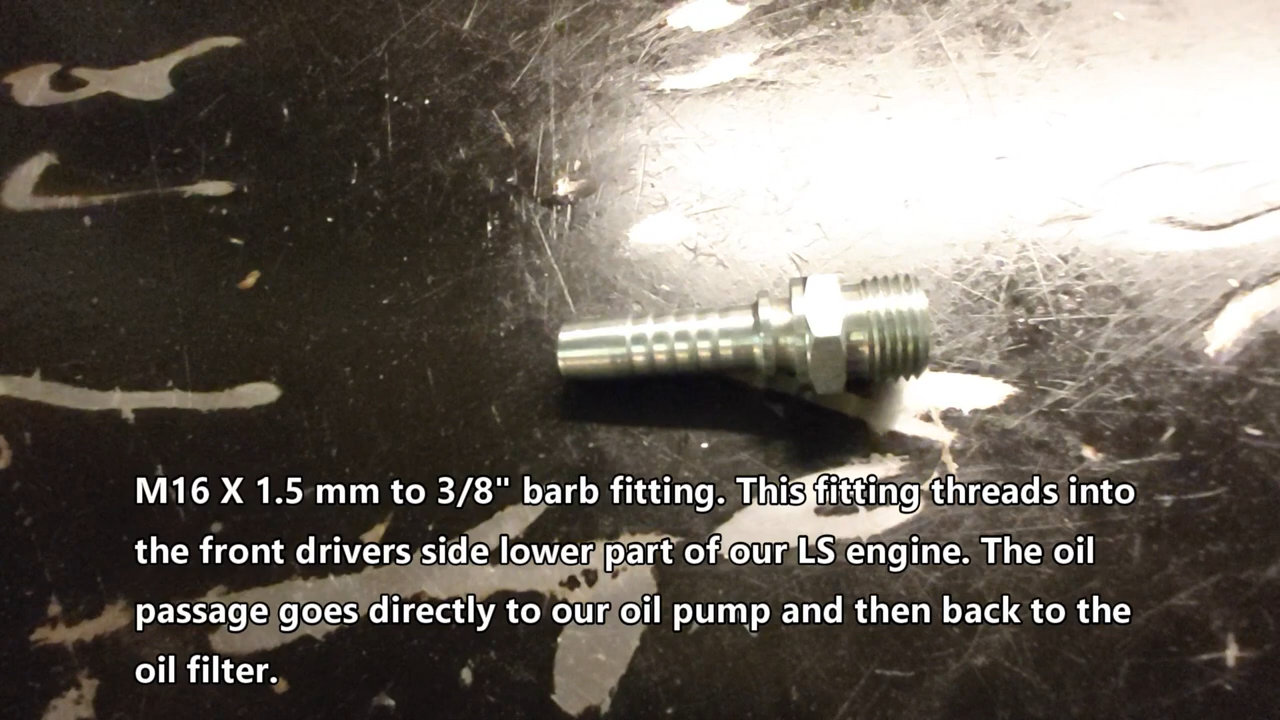 M16 X 1.5 mm to 3/8" barb fitting. This fitting threads into
the front drivers side lower part of our LS engine. The oil
passage goes directly to our oil pump and then back to the
oil filter.